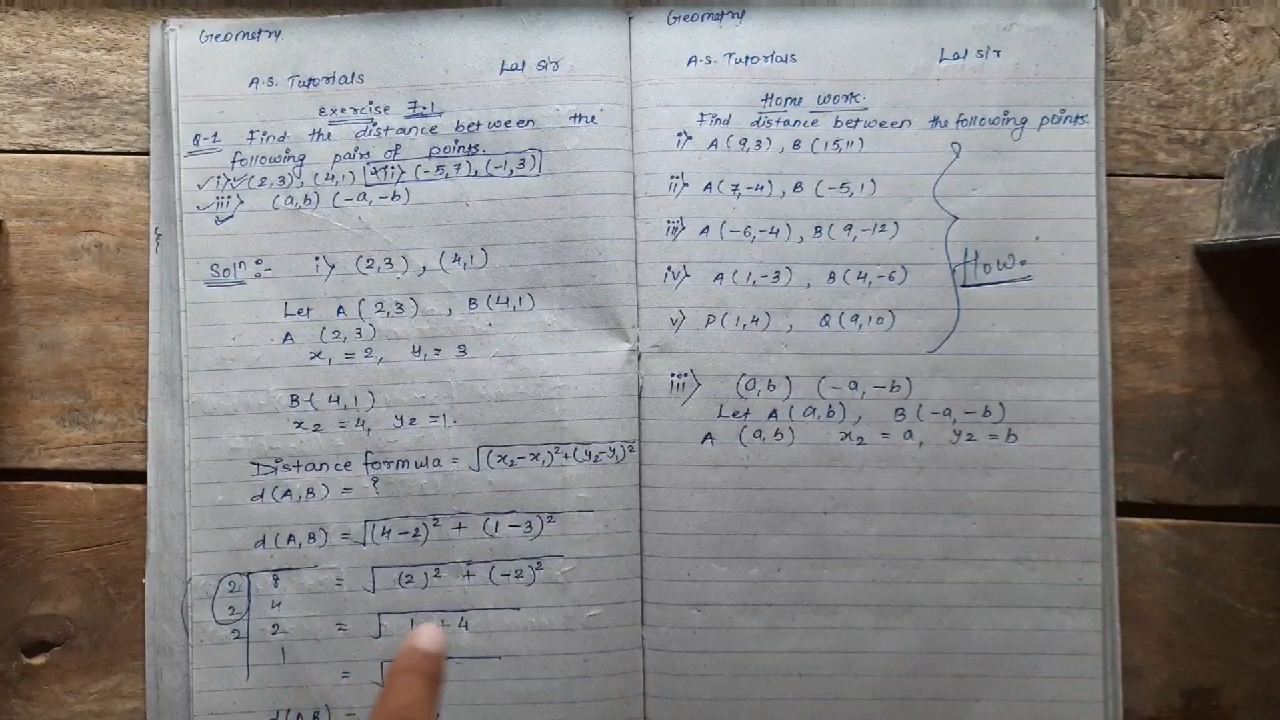 Geometry.
A.S. Tutorials Lal sir
Exercise 7.1
Q-1 Find the distance between the
following pairs of points.
i) (2,3), (4,1) *ii) (-5,7), (-1,3)
iii) (a,b) (-a,-b)
Solⁿ :- i) (2,3), (4,1)
Let A (2,3), B(4,1)
A (2,3)
x₁ = 2, y₁ = 3
B(4,1)
x₂ = 4, y₂ = 1.
Distance formula = √(x₂-x₁)²+(y₂-y₁)²
d(A,B) = ?
d(A,B) = √(4-2)² + (1-3)²
2 8 = √(2)² + (-2)²
2 4
2 2 = √ + 4
1
= √
d(A,B) =
Geometry
A.S. Tutorials Lal sir
Home work.
Find distance between the following points.
i) A(9,3), B(15,11)
ii) A(7,-4), B(-5,1)
iii) A(-6,-4), B(9,-12)
H.ow.
iv) A(1,-3), B(4,-6)
v) P(1,4), Q(9,10)
iii) (a,b) (-a,-b)
Let A(a,b), B(-a,-b)
A (a,b) x₂ = a, y₂ = b